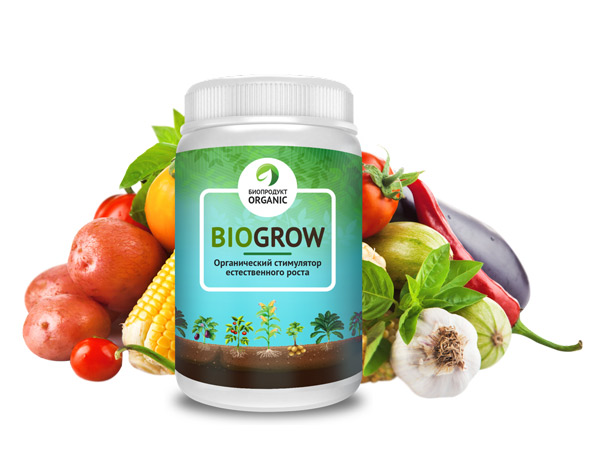 БИОПРОДУКТ
ORGANIC
BIOGROW
Органический стимулятор
естественного роста